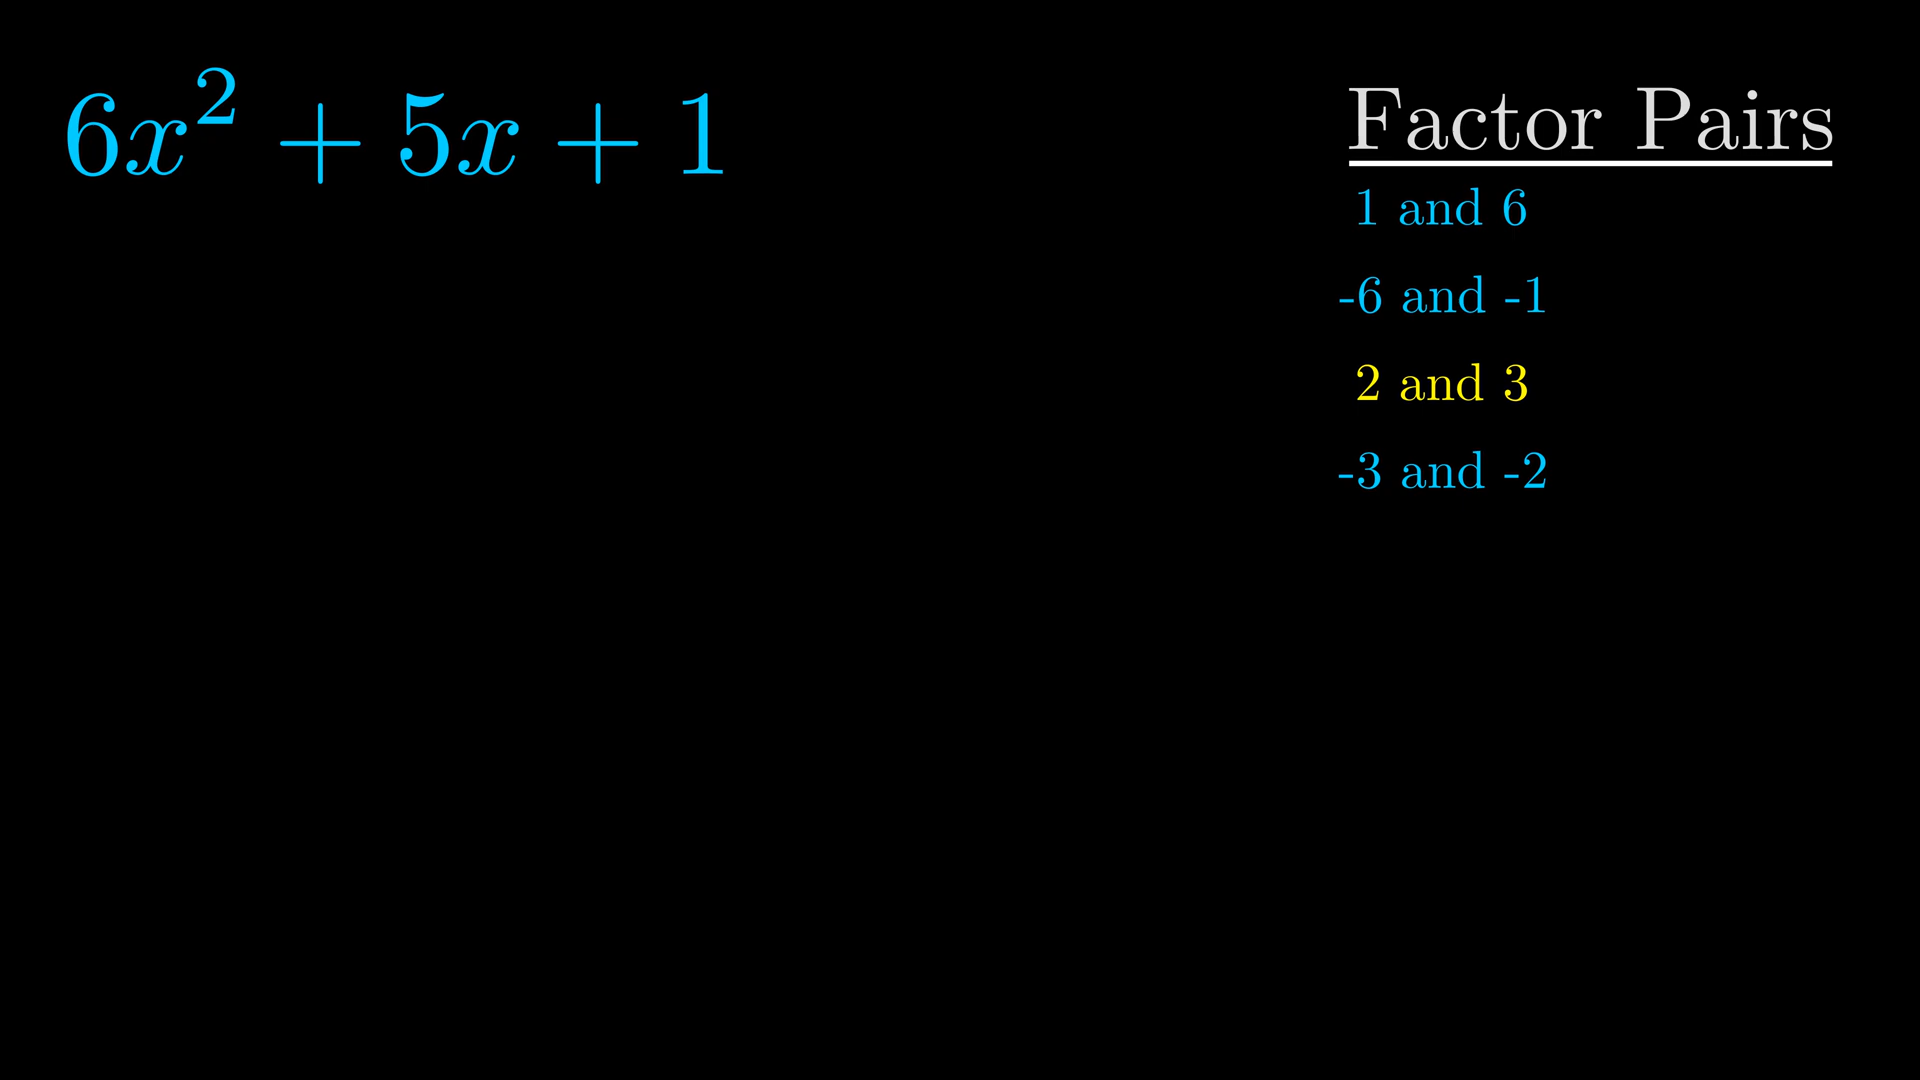 6x² + 5x + 1
Factor Pairs
1 and 6
-6 and -1
2 and 3
-3 and -2